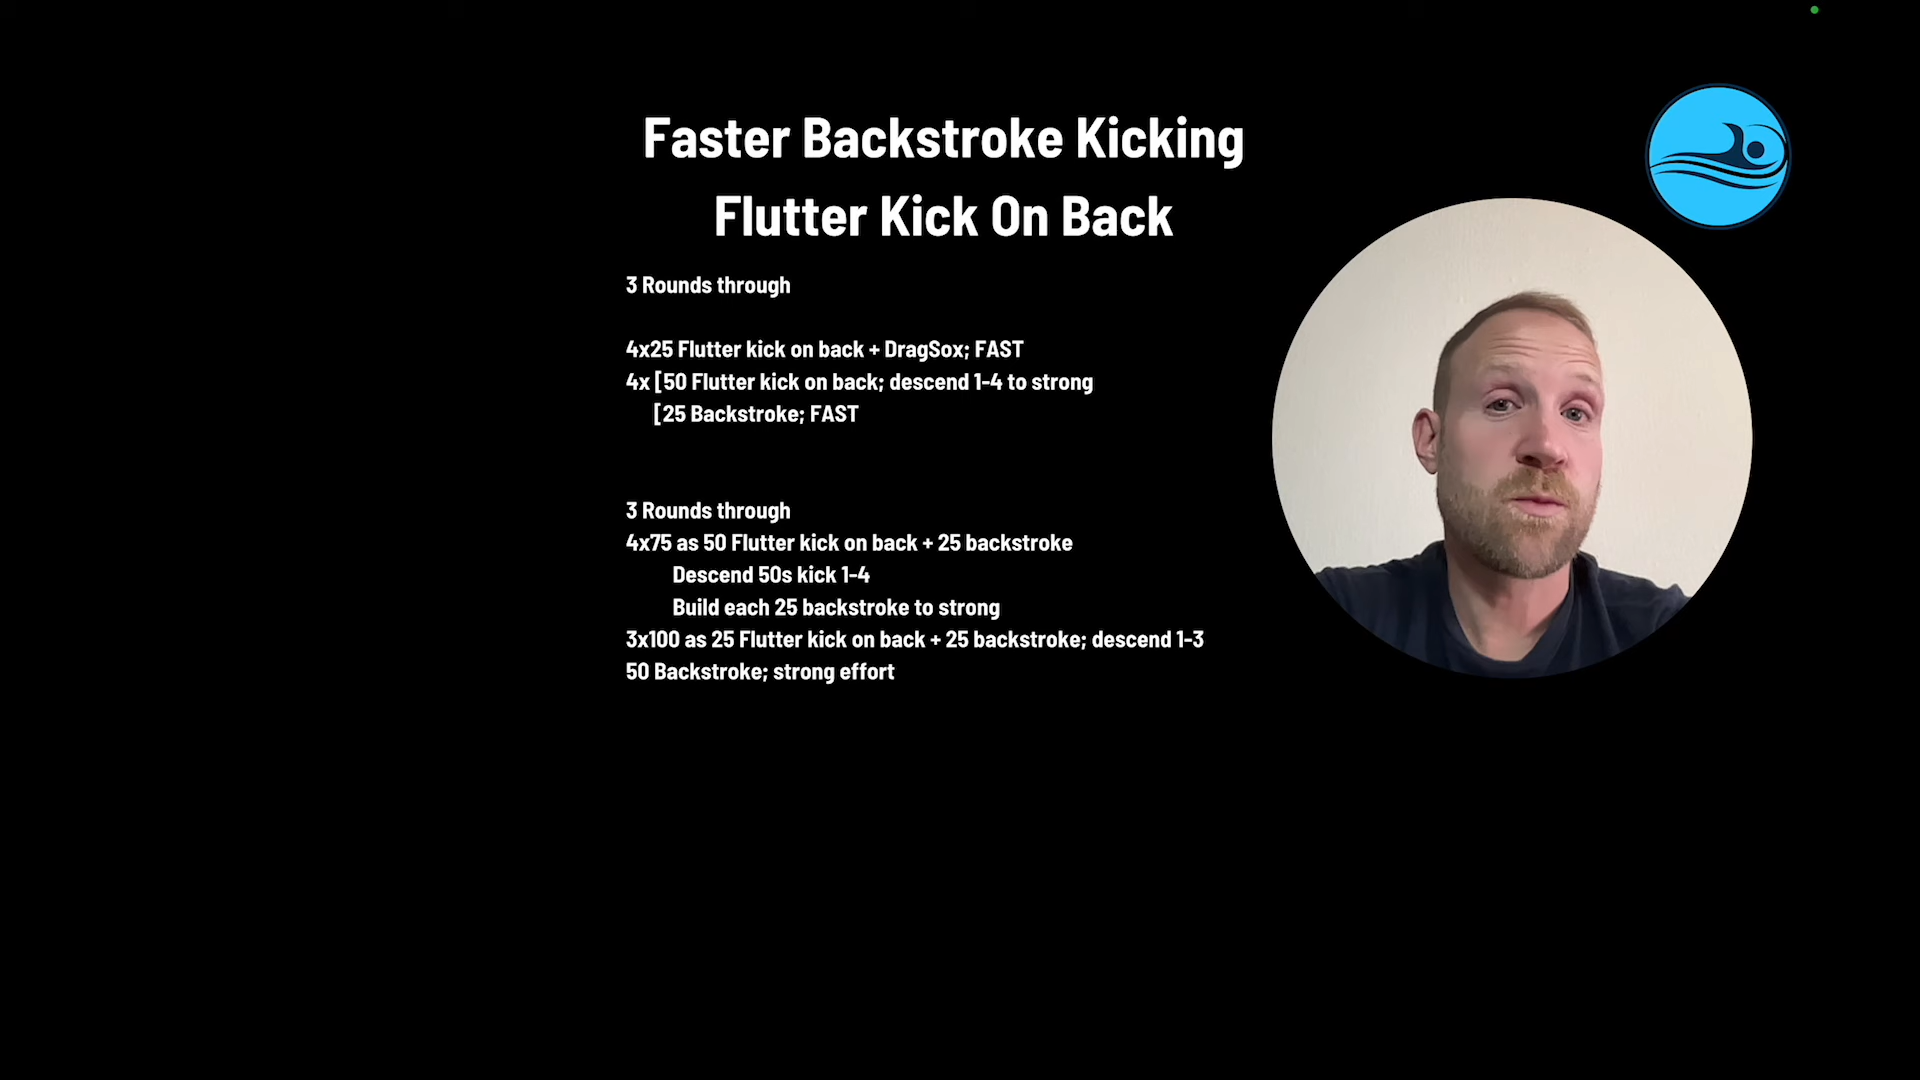 Faster Backstroke Kicking
Flutter Kick On Back
3 Rounds through
4x25 Flutter kick on back + DragSox; FAST
4x [50 Flutter kick on back; descend 1-4 to strong
[25 Backstroke; FAST
3 Rounds through
4x75 as 50 Flutter kick on back + 25 backstroke
Descend 50s kick 1-4
Build each 25 backstroke to strong
3x100 as 25 Flutter kick on back + 25 backstroke; descend 1-3
50 Backstroke; strong effort